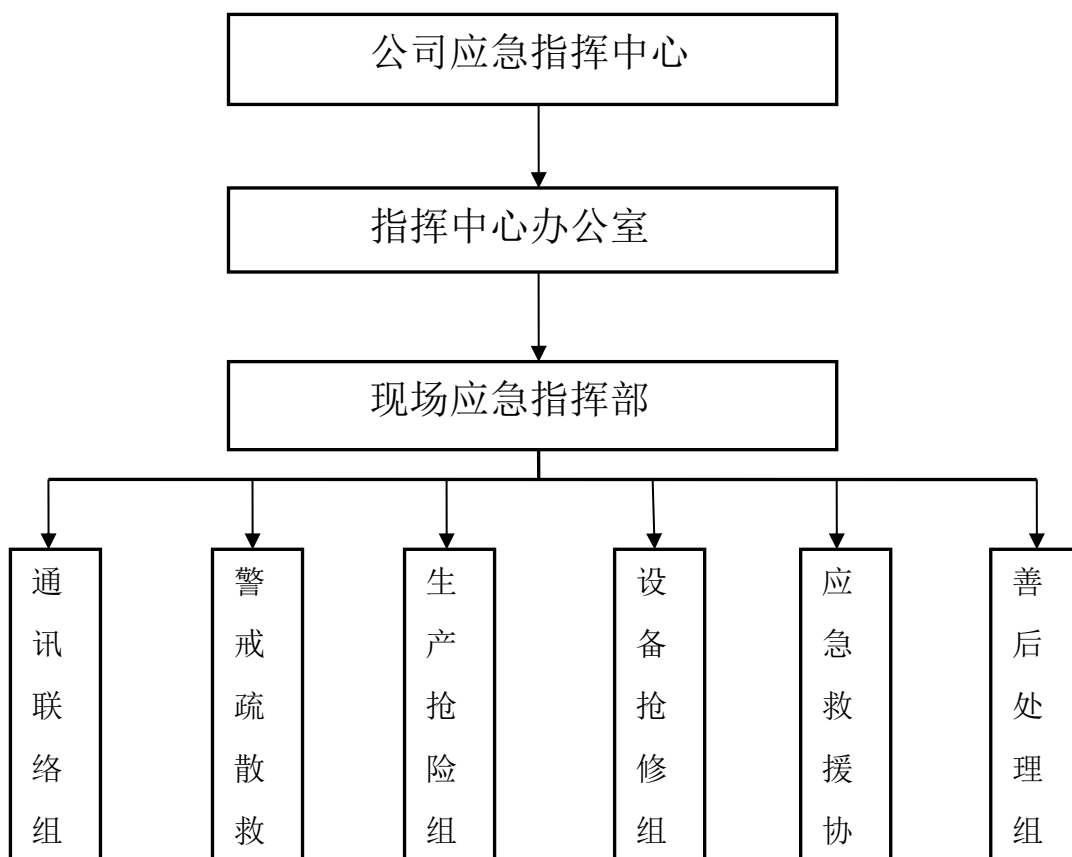 公司应急指挥中心
指挥中心办公室
现场应急指挥部
通讯联络组
警戒疏散救
生产抢险组
设备抢修组
应急救援协
善后处理组